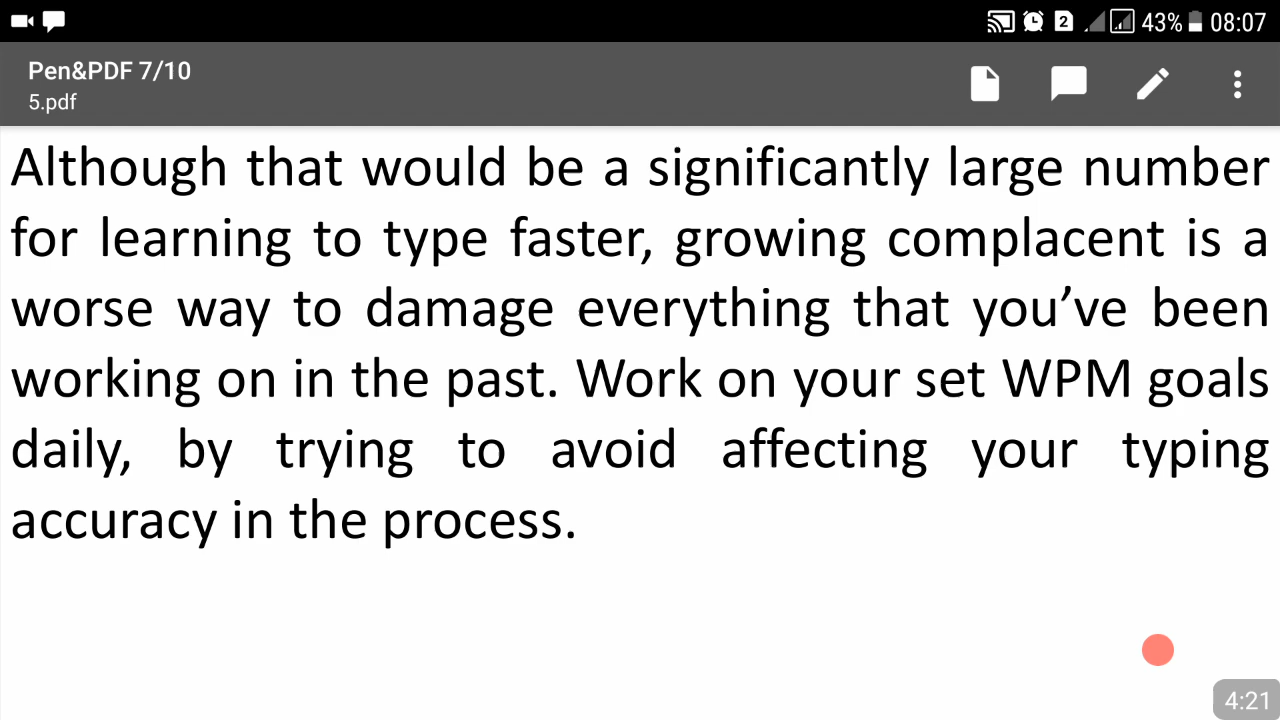 2 43% 08:07
Pen&PDF 7/10
5.pdf
Although that would be a significantly large number
for learning to type faster, growing complacent is a
worse way to damage everything that you’ve been
working on in the past. Work on your set WPM goals
daily, by trying to avoid affecting your typing
accuracy in the process.
4:21